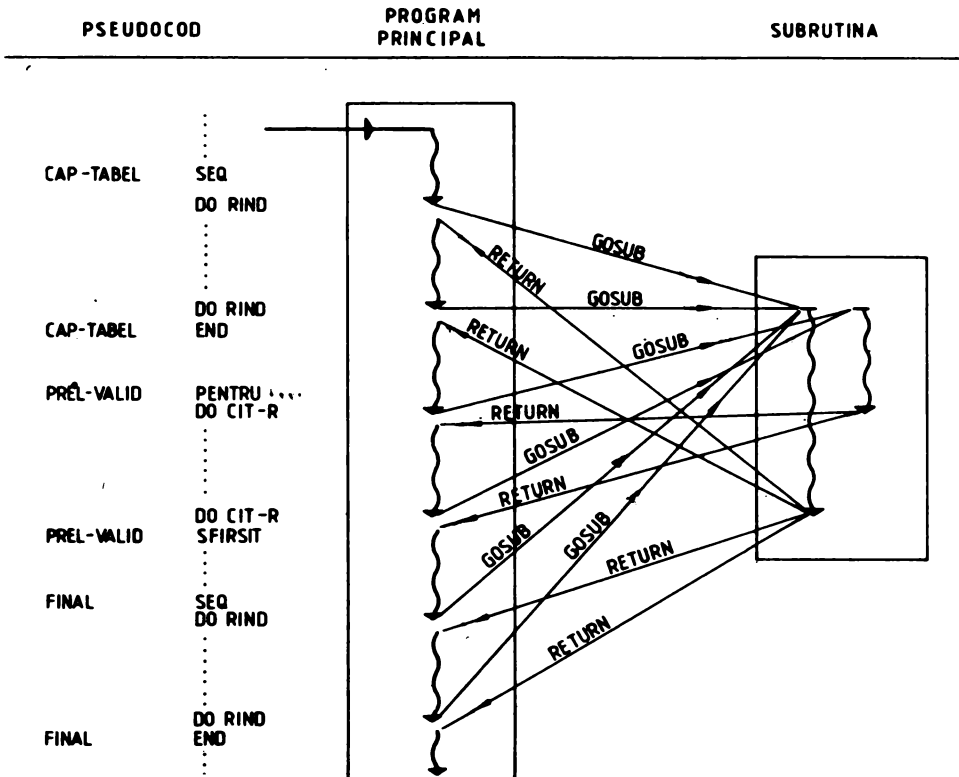 PSEUDOCOD
PROGRAM
PRINCIPAL
SUBRUTINA
CAP-TABEL SEQ
DO RIND
GOSUB
RETURN
DO RIND
GOSUB
CAP-TABEL END
RETURN
GOSUB
PREL-VALID PENTRU ....
DO CIT-R
RETURN
GOSUB
RETURN
DO CIT-R
PREL-VALID SFIRSIT
GOSUB
GOSUB
RETURN
FINAL SEQ
DO RIND
RETURN
DO RIND
FINAL END